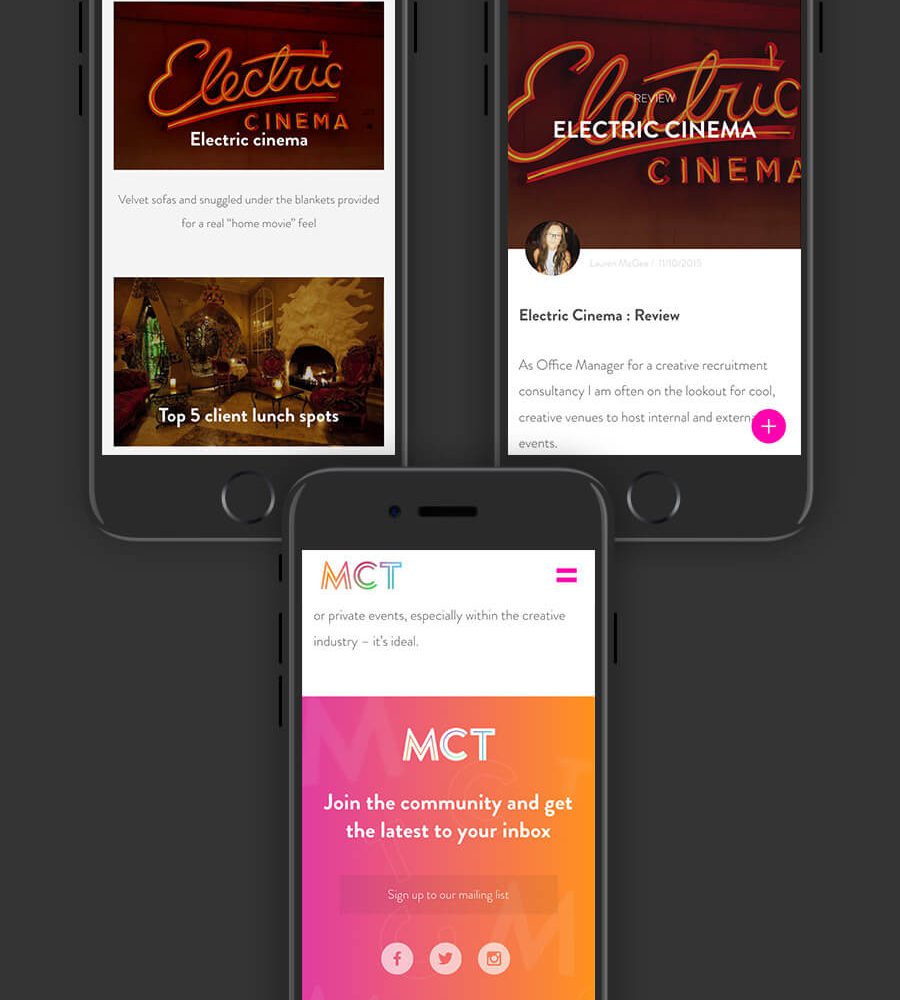 Electric
CINEMA
Electric cinema
Velvet sofas and snuggled under the blankets provided
for a real “home movie” feel
Top 5 client lunch spots
Electric
REVIEW
ELECTRIC CINEMA
CINEMA
Lauren McGee / 11/10/2015
Electric Cinema : Review
As Office Manager for a creative recruitment
consultancy I am often on the lookout for cool,
creative venues to host internal and
events.
MCT
or private events, especially within the creative
industry – it’s ideal.
MCT
Join the community and get
the latest to your inbox
Sign up to our mailing list